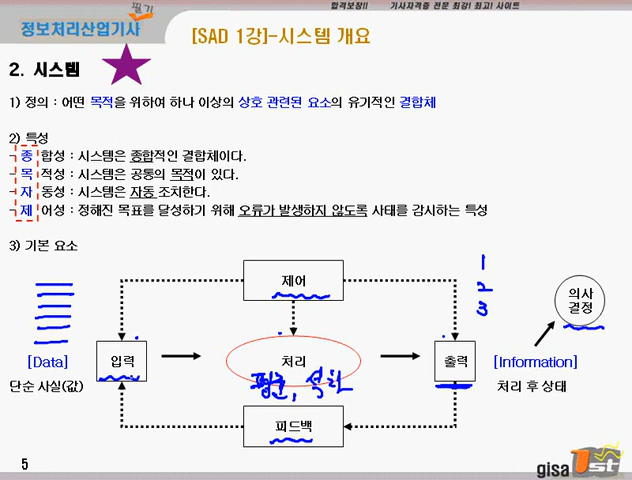 합격보장!! 기사자격증 전문 최강! 최고! 사이트
필기
정보처리산업기사
[SAD 1강]-시스템 개요
2. 시스템
1) 정의 : 어떤 목적을 위하여 하나 이상의 상호 관련된 요소의 유기적인 결합체
2) 특성
- 종합성 : 시스템은 종합적인 결합체이다.
- 목적성 : 시스템은 공통의 목적이 있다.
- 자동성 : 시스템은 자동 조치한다.
- 제어성 : 정해진 목표를 달성하기 위해 오류가 발생하지 않도록 사태를 감시하는 특성
3) 기본 요소
제어
1
2
3
의사
결정
[Data]
입력
처리
출력
[Information]
단순 사실(값)
평균, 석차
처리 후 상태
피드백
5
gisa 1st